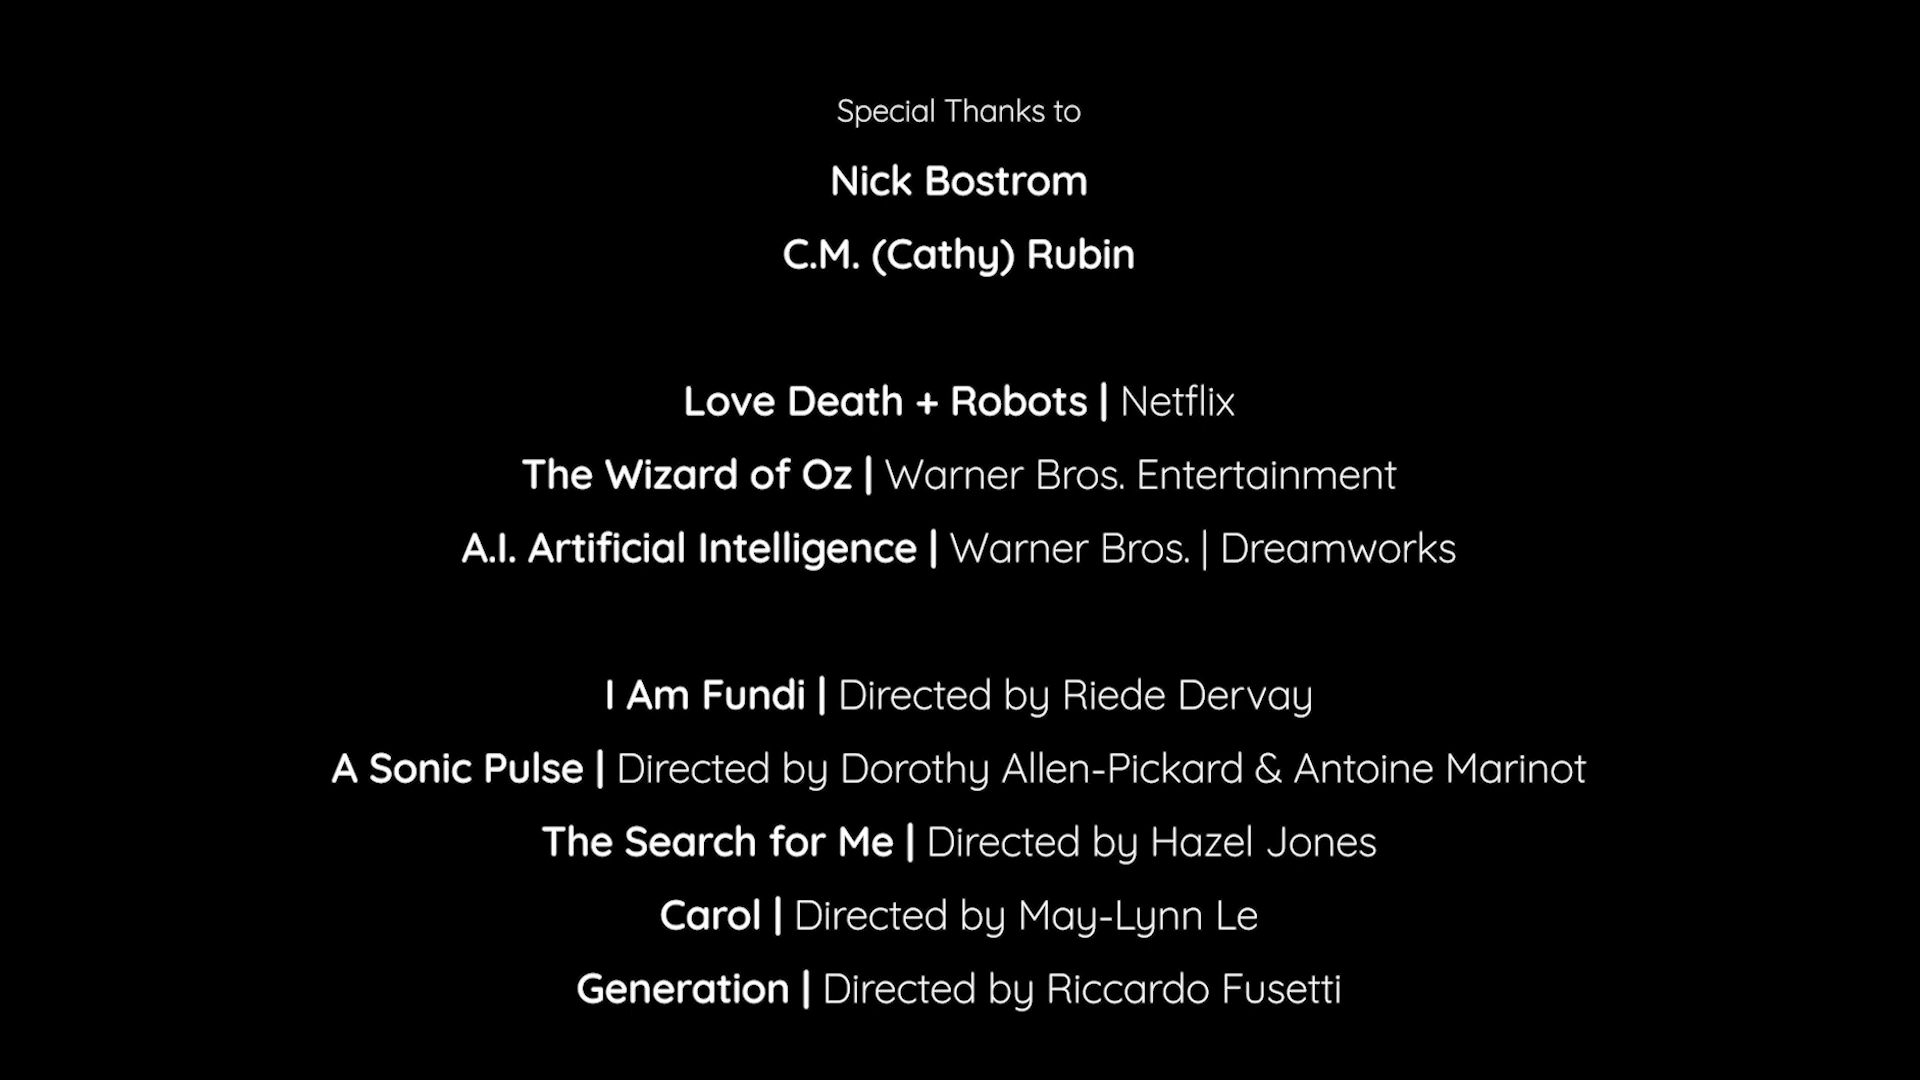 Special Thanks to
Nick Bostrom
C.M. (Cathy) Rubin
Love Death + Robots | Netflix
The Wizard of Oz | Warner Bros. Entertainment
A.I. Artificial Intelligence | Warner Bros. | Dreamworks
I Am Fundi | Directed by Riede Dervay
A Sonic Pulse | Directed by Dorothy Allen-Pickard & Antoine Marinot
The Search for Me | Directed by Hazel Jones
Carol | Directed by May-Lynn Le
Generation | Directed by Riccardo Fusetti